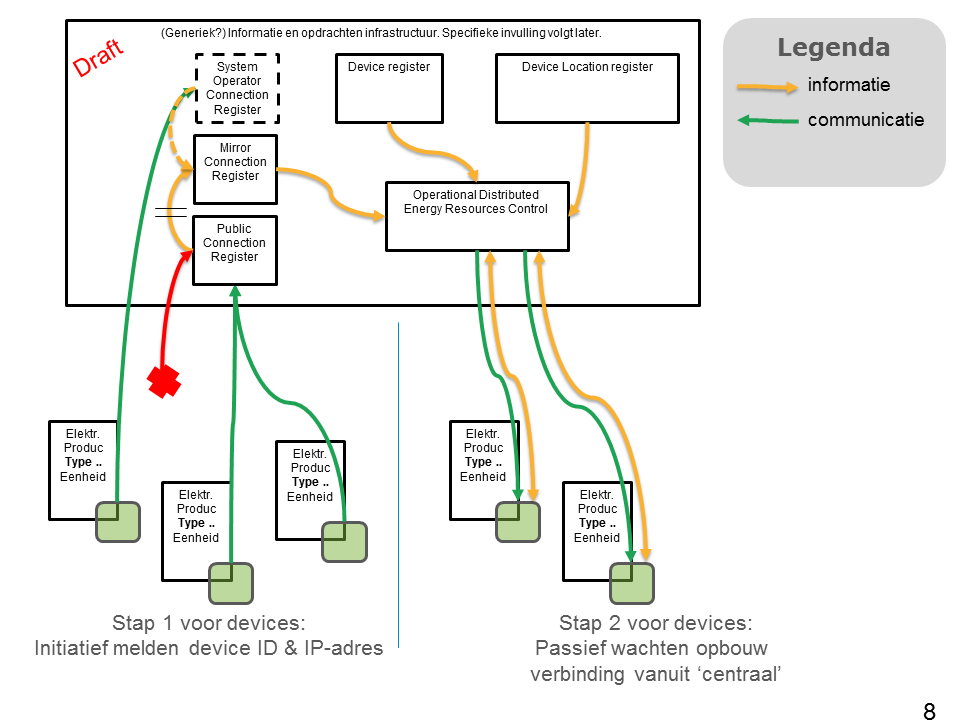 (Generiek?) Informatie en opdrachten infrastructuur. Specifieke invulling volgt later.
Draft
System
Operator
Connection
Register
Device register
Device Location register
Mirror
Connection
Register
Operational Distributed
Energy Resources Control
Public
Connection
Register
Legenda
informatie
communicatie
Elektr.
Produc
Type ..
Eenheid
Elektr.
Produc
Type ..
Eenheid
Elektr.
Produc
Type ..
Eenheid
Elektr.
Produc
Type ..
Eenheid
Elektr.
Produc
Type ..
Eenheid
Stap 1 voor devices:
Initiatief melden device ID & IP-adres
Stap 2 voor devices:
Passief wachten opbouw
verbinding vanuit ‘centraal’
8